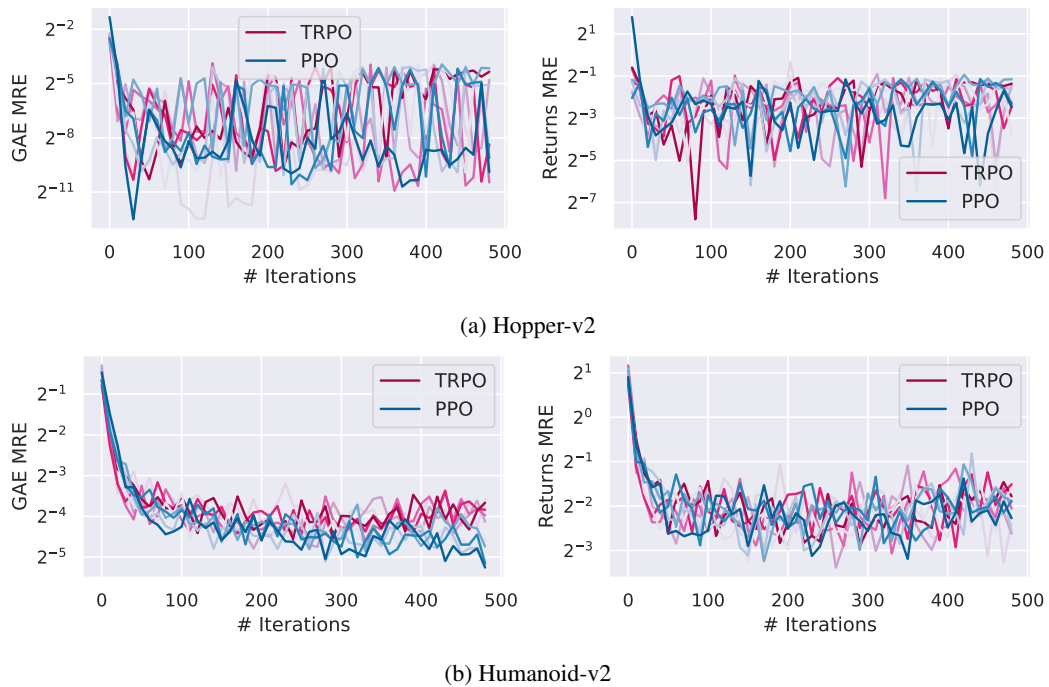 GAE MRE
2^-2
2^-5
2^-8
2^-11
TRPO
PPO
0 100 200 300 400 500
# Iterations
Returns MRE
2^1
2^-1
2^-3
2^-5
2^-7
TRPO
PPO
0 100 200 300 400 500
# Iterations
(a) Hopper-v2
GAE MRE
2^-1
2^-2
2^-3
2^-4
2^-5
TRPO
PPO
0 100 200 300 400 500
# Iterations
Returns MRE
2^1
2^0
2^-1
2^-2
2^-3
TRPO
PPO
0 100 200 300 400 500
# Iterations
(b) Humanoid-v2